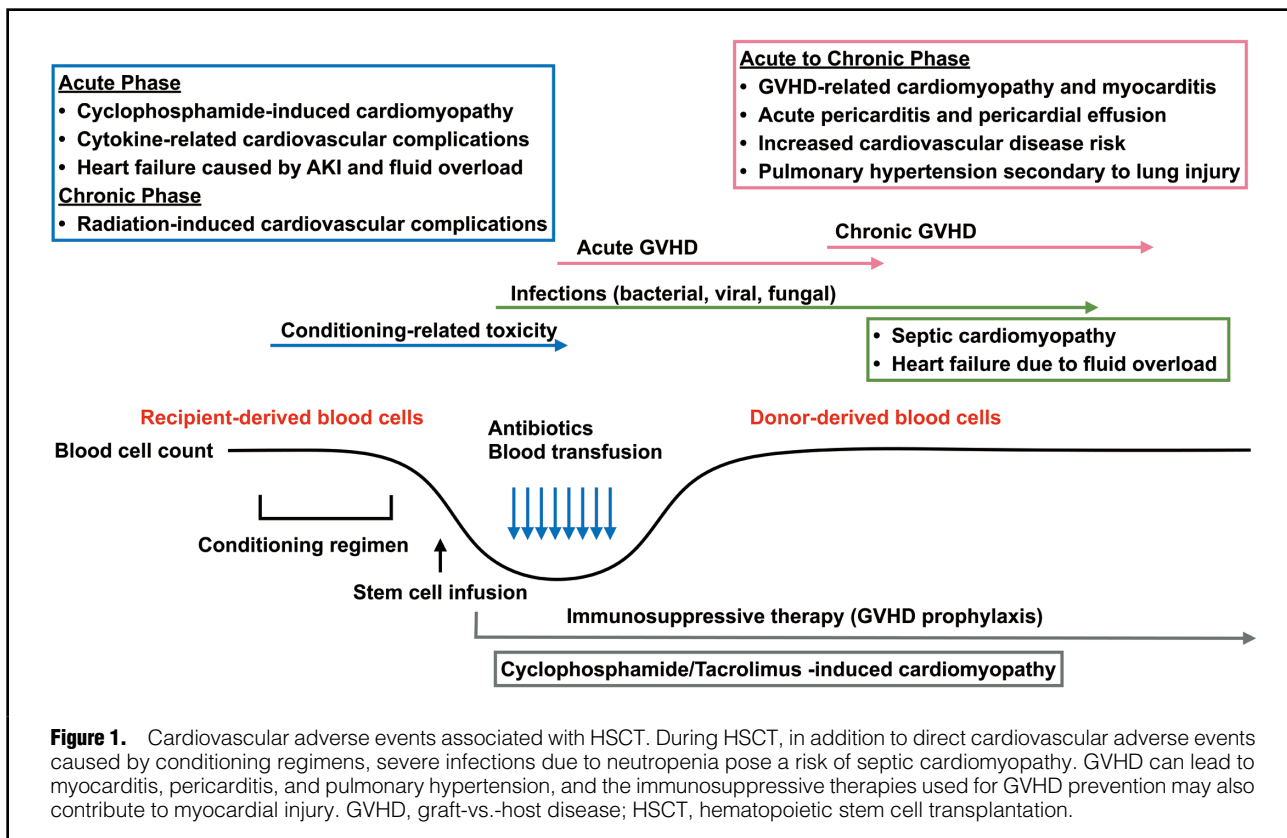 Acute Phase
• Cyclophosphamide-induced cardiomyopathy
• Cytokine-related cardiovascular complications
• Heart failure caused by AKI and fluid overload
Chronic Phase
• Radiation-induced cardiovascular complications
Acute to Chronic Phase
• GVHD-related cardiomyopathy and myocarditis
• Acute pericarditis and pericardial effusion
• Increased cardiovascular disease risk
• Pulmonary hypertension secondary to lung injury
Chronic GVHD
Acute GVHD
Infections (bacterial, viral, fungal)
Conditioning-related toxicity
• Septic cardiomyopathy
• Heart failure due to fluid overload
Recipient-derived blood cells
Donor-derived blood cells
Antibiotics
Blood transfusion
Blood cell count
Conditioning regimen
Stem cell infusion
Immunosuppressive therapy (GVHD prophylaxis)
Cyclophosphamide/Tacrolimus -induced cardiomyopathy
Figure 1. Cardiovascular adverse events associated with HSCT. During HSCT, in addition to direct cardiovascular adverse events
caused by conditioning regimens, severe infections due to neutropenia pose a risk of septic cardiomyopathy. GVHD can lead to
myocarditis, pericarditis, and pulmonary hypertension, and the immunosuppressive therapies used for GVHD prevention may also
contribute to myocardial injury. GVHD, graft-vs.-host disease; HSCT, hematopoietic stem cell transplantation.